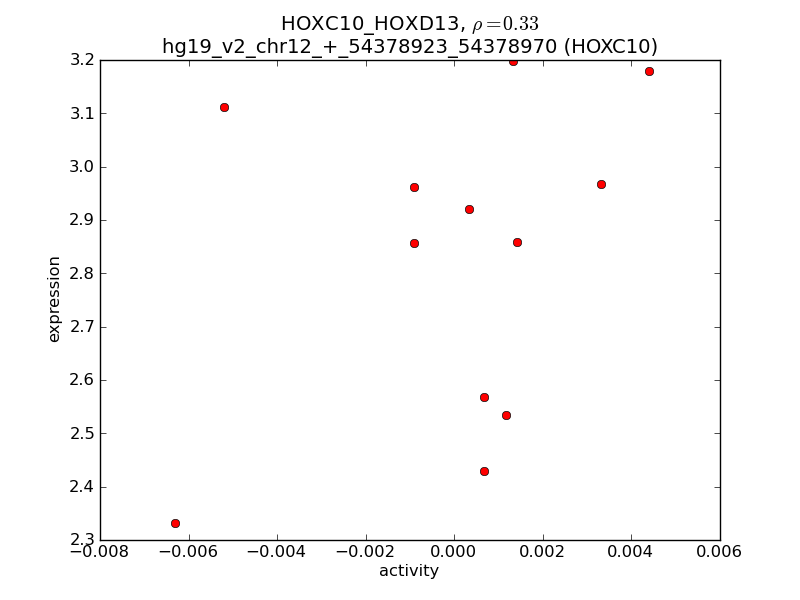 HOXC10_HOXD13, ρ=0.33
hg19_v2_chr12_+_54378923_54378970 (HOXC10)
3.2
3.1
3.0
2.9
2.8
2.7
2.6
2.5
2.4
2.3
expression
−0.008 −0.006 −0.004 −0.002 0.000 0.002 0.004 0.006
activity